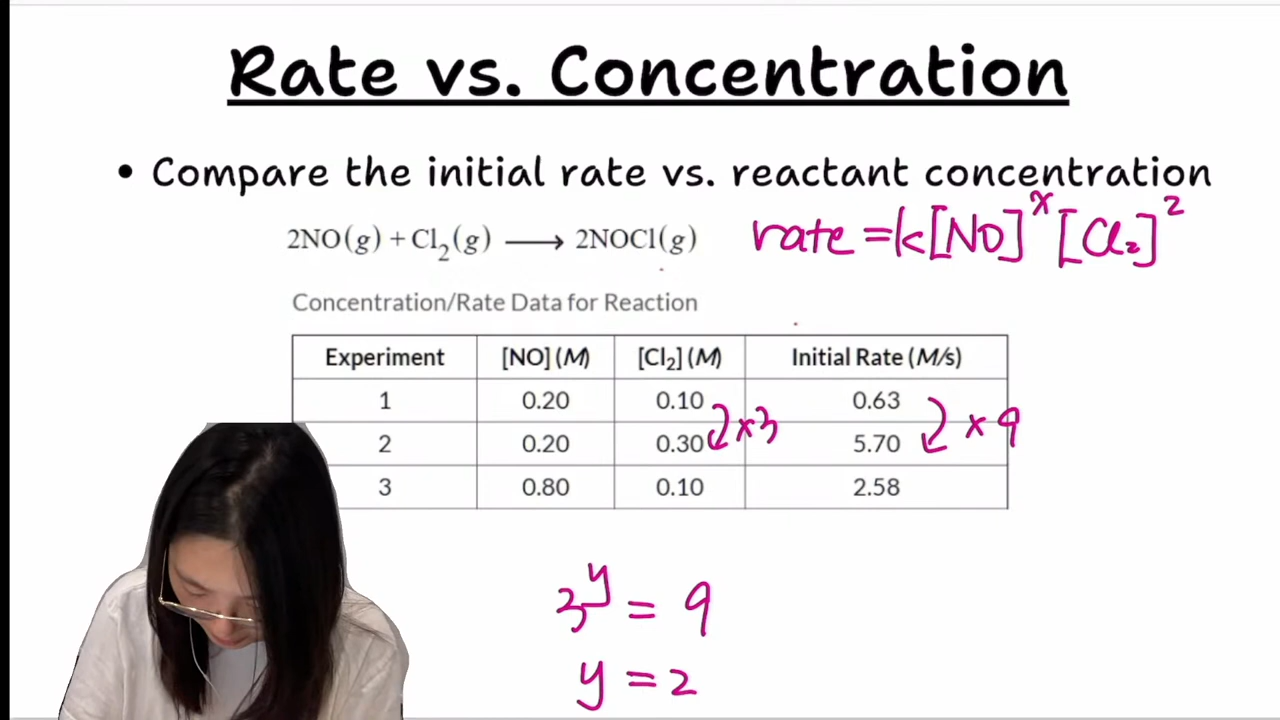 Rate vs. Concentration
• Compare the initial rate vs. reactant concentration
2NO(g) + Cl₂(g) ⟶ 2NOCl(g)
rate = k[NO]ˣ [Cl₂]²
Concentration/Rate Data for Reaction
Experiment [NO] (M) [Cl₂] (M) Initial Rate (M/s)
1 0.20 0.10 0.63
×3 ×9
2 0.20 0.30 5.70
3 0.80 0.10 2.58
3ʸ = 9
y = 2